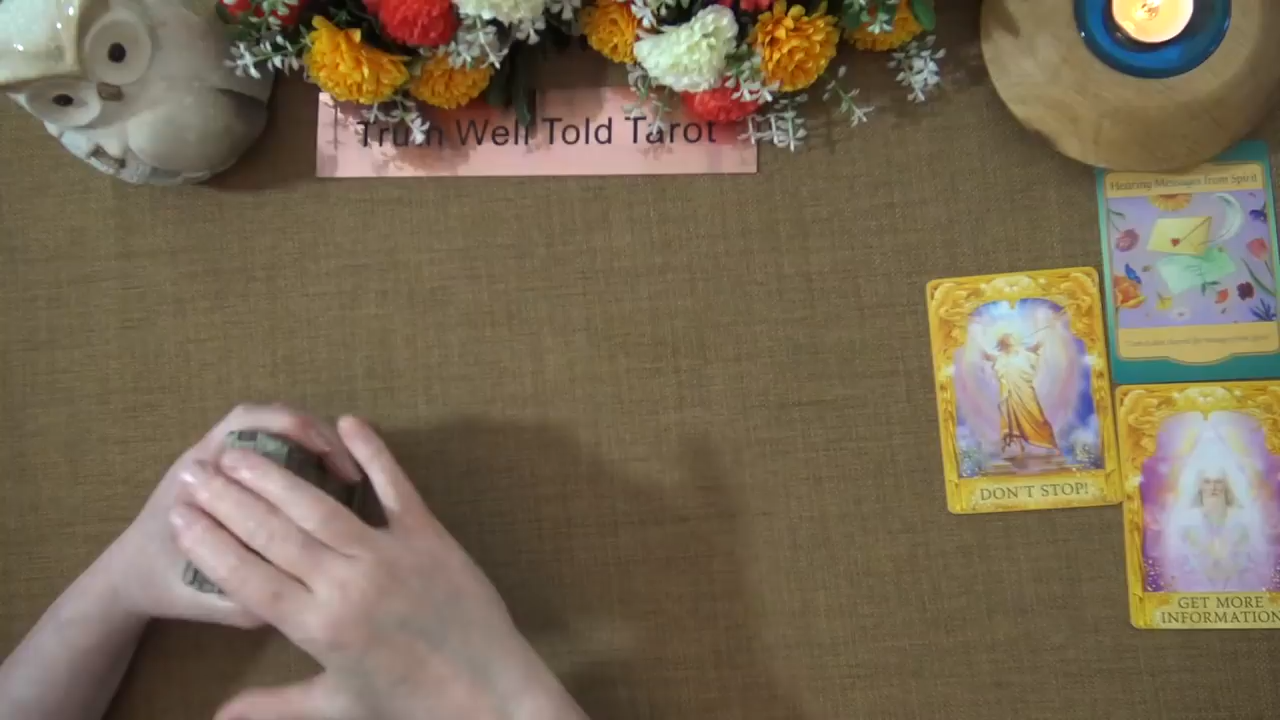 Truth Well Told Tarot
Hearing Messages from Spirit
DON'T STOP!
GET MORE
INFORMATION